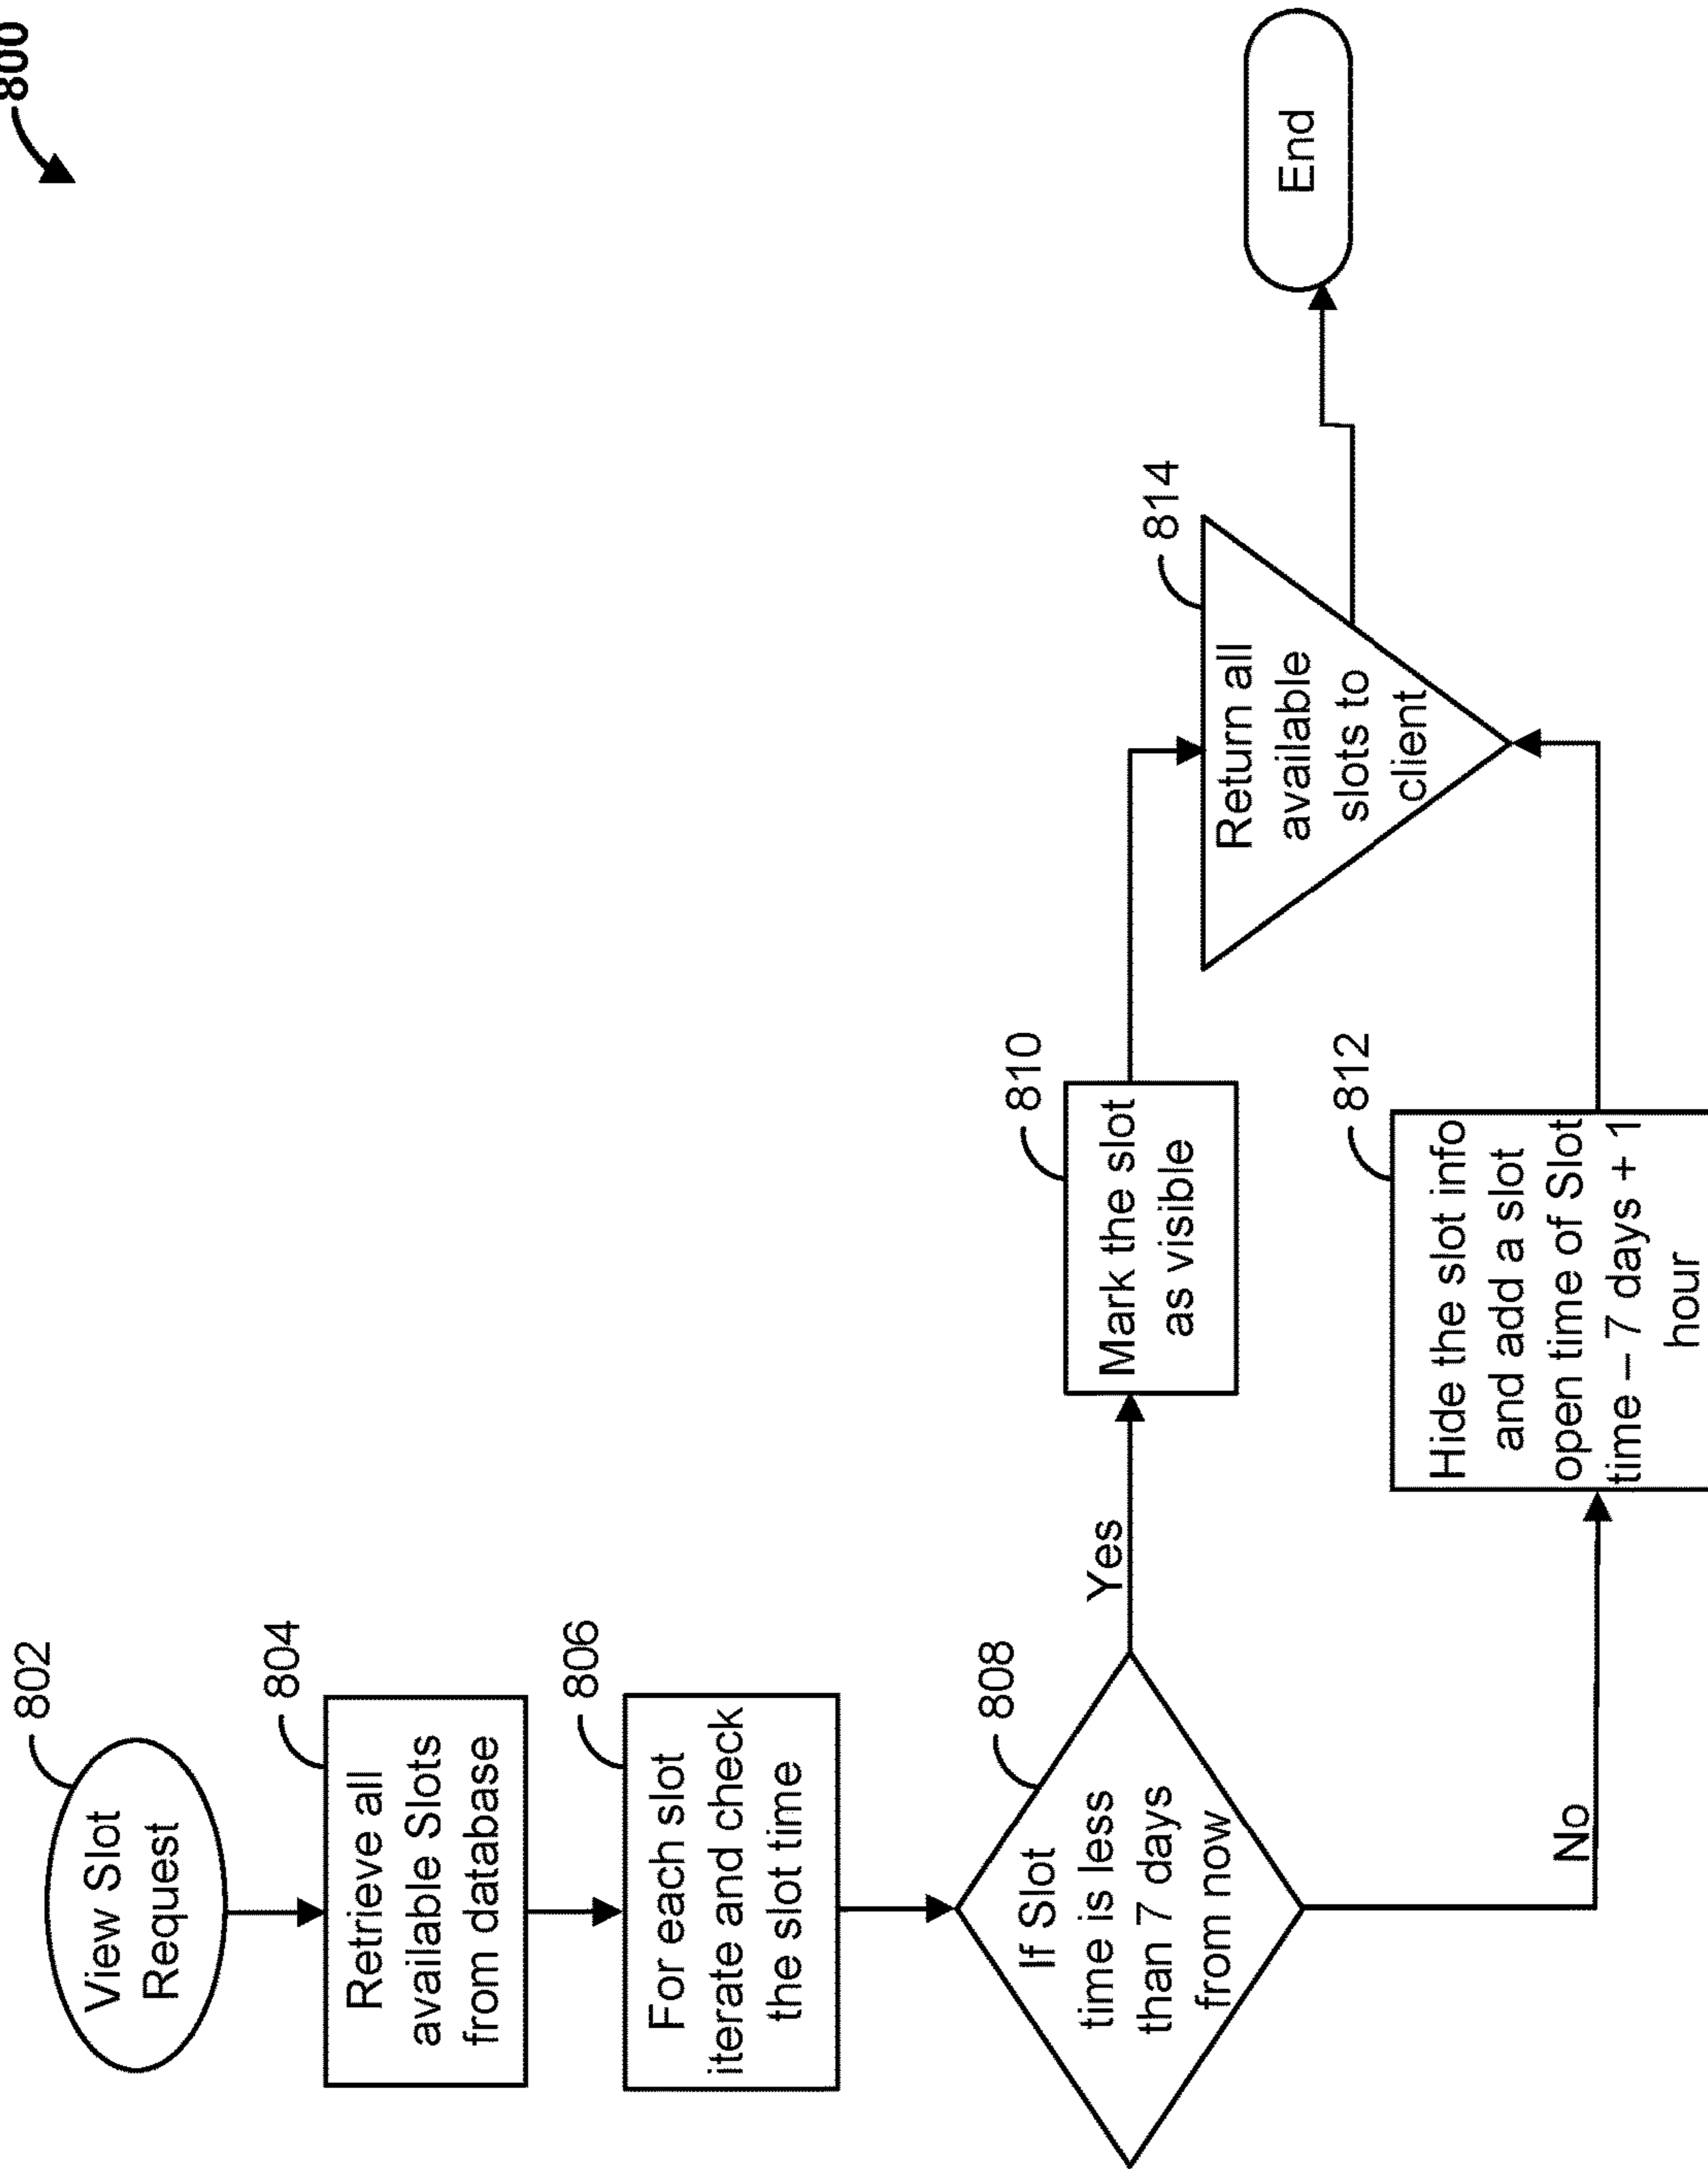 800
802
View Slot
Request
804
Retrieve all
available Slots
from database
806
For each slot
iterate and check
the slot time
808
If Slot
time is less
than 7 days
from now
Yes
No
810
Mark the slot
as visible
812
Hide the slot info
and add a slot
open time of Slot
time – 7 days + 1
hour
814
Return all
available
slots to
client
End